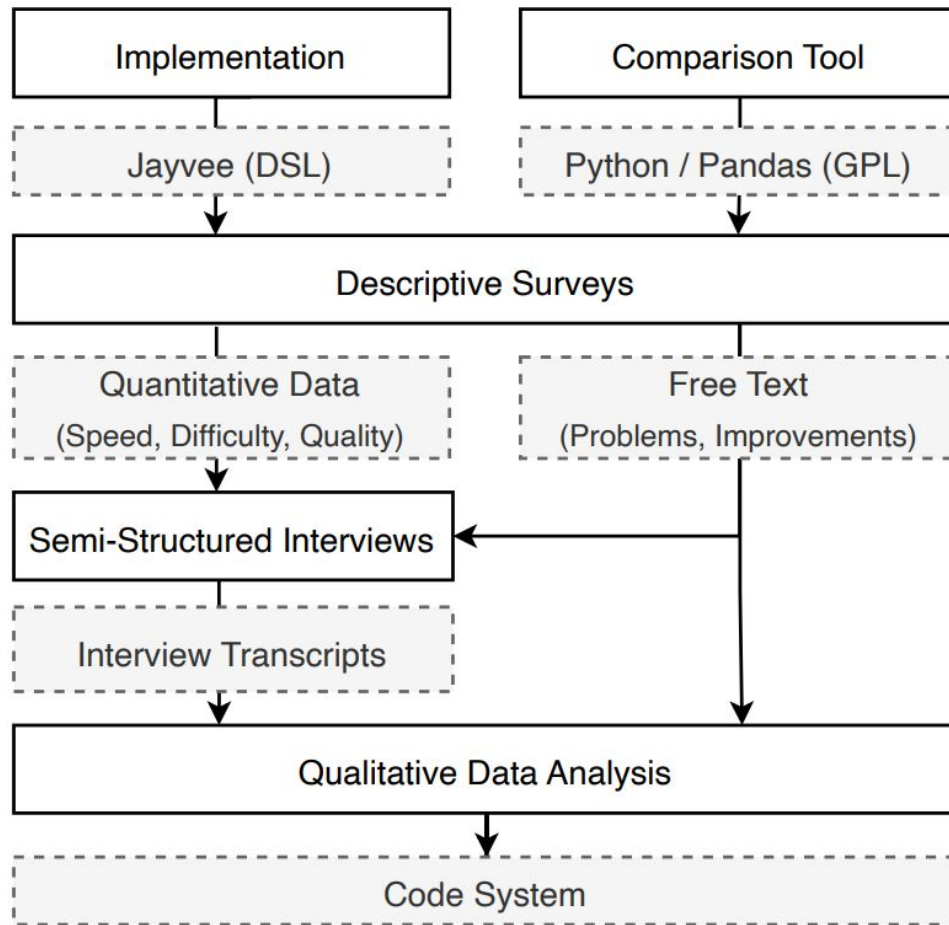 Implementation
Comparison Tool
Jayvee (DSL)
Python / Pandas (GPL)
Descriptive Surveys
Quantitative Data
(Speed, Difficulty, Quality)
Free Text
(Problems, Improvements)
Semi-Structured Interviews
Interview Transcripts
Qualitative Data Analysis
Code System